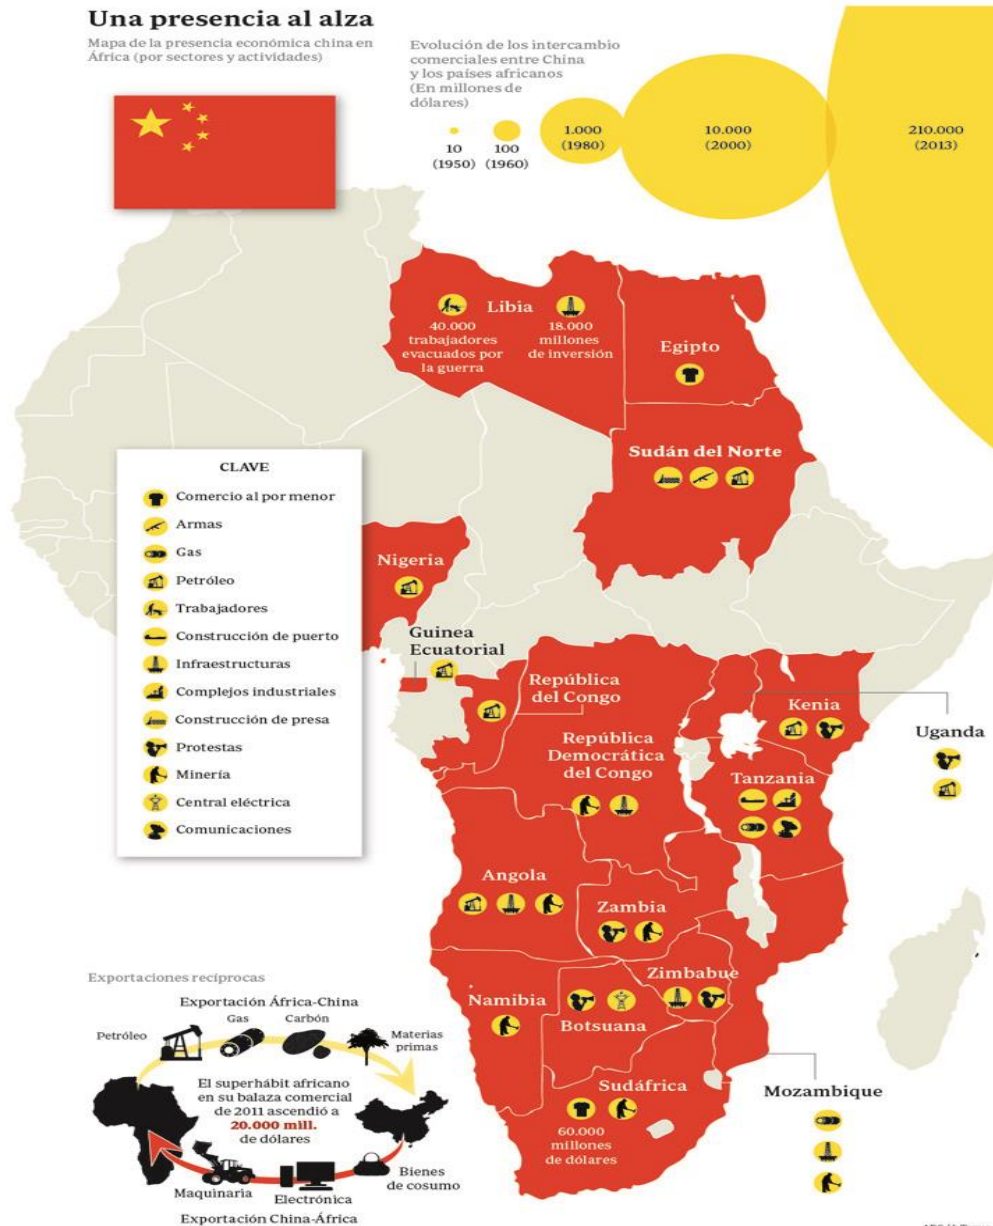 Una presencia al alza
Mapa de la presencia económica china en
África (por sectores y actividades)
Evolución de los intercambio
comerciales entre China
y los países africanos
(En millones de
dólares)
10
(1950)
100
(1960)
1.000
(1980)
10.000
(2000)
210.000
(2013)
Libia
40.000
trabajadores
evacuados por
la guerra
18.000
millones
de inversión
Egipto
Sudán del Norte
CLAVE
Comercio al por menor
Armas
Gas
Petróleo
Trabajadores
Construcción de puerto
Infraestructuras
Complejos industriales
Construcción de presa
Protestas
Minería
Central eléctrica
Comunicaciones
Nigeria
Guinea
Ecuatorial
República
del Congo
República
Democrática
del Congo
Kenia
Uganda
Tanzania
Angola
Zambia
Zimbabue
Namibia
Botsuana
Sudáfrica
60.000
millones
de dólares
Mozambique
Exportaciones recíprocas
Exportación África-China
Petróleo
Gas
Carbón
Materias
primas
El superhábit africano
en su balaza comercial
de 2011 ascendió a
20.000 mill.
de dólares
Maquinaria
Electrónica
Bienes
de cosumo
Exportación China-África